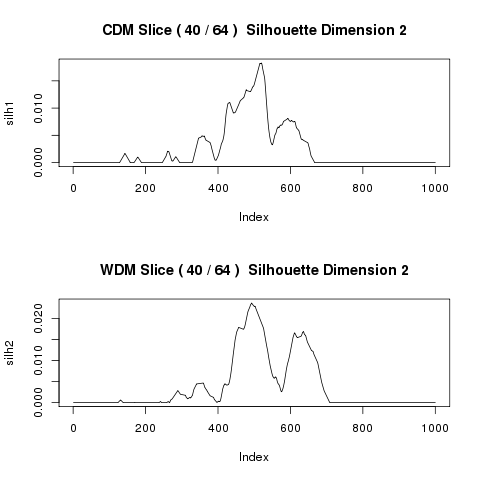 CDM Slice ( 40 / 64 )  Silhouette Dimension 2
silh1
0.010
0.000
0 200 400 600 800 1000
Index
WDM Slice ( 40 / 64 )  Silhouette Dimension 2
silh2
0.020
0.010
0.000
0 200 400 600 800 1000
Index